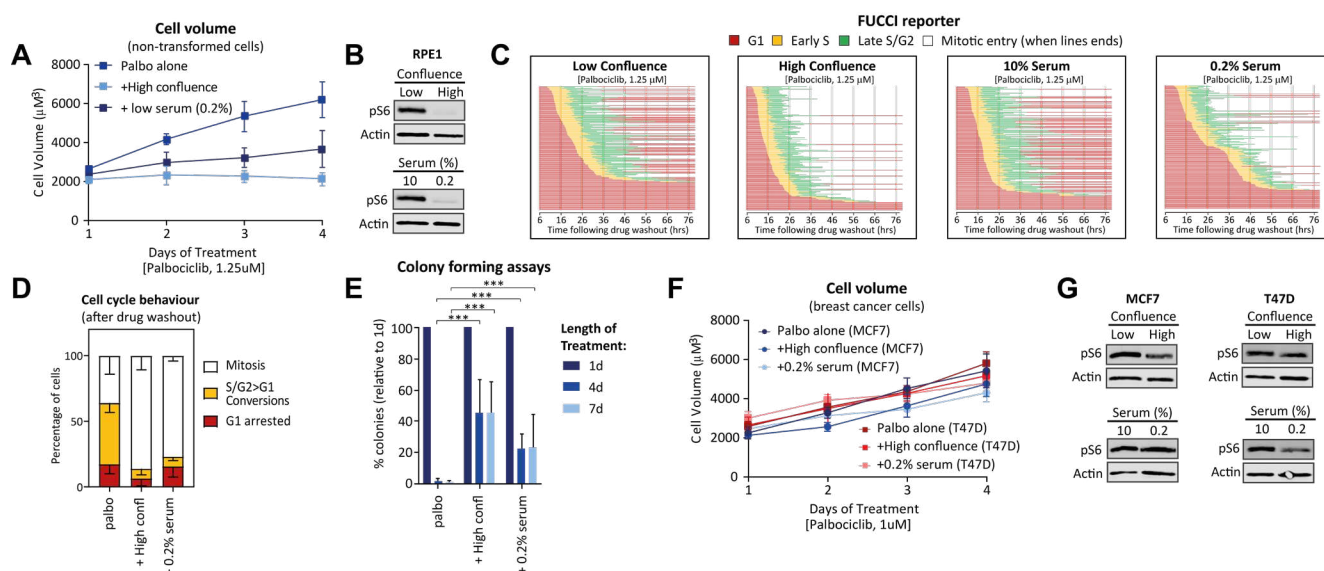 A
Cell volume
(non-transformed cells)
8000
6000
4000
2000
0
Cell Volume (µM³)
Palbo alone
+High confluence
+ low serum (0.2%)
1 2 3 4
Days of Treatment
[Palbociclib, 1.25uM]
B
RPE1
Confluence
Low High
pS6
Actin
Serum (%)
10 0.2
pS6
Actin
C
FUCCI reporter
G1 Early S Late S/G2 Mitotic entry (when lines ends)
Low Confluence
[Palbociclib, 1.25 µM]
6 16 26 36 46 56 66 76
Time following drug washout (hrs)
High Confluence
[Palbociclib, 1.25 µM]
6 16 26 36 46 56 66 76
Time following drug washout (hrs)
10% Serum
[Palbociclib, 1.25 µM]
6 16 26 36 46 56 66 76
Time following drug washout (hrs)
0.2% Serum
[Palbociclib, 1.25 µM]
6 16 26 36 46 56 66 76
Time following drug washout (hrs)
D
Cell cycle behaviour
(after drug washout)
100
50
0
Percentage of cells
Mitosis
S/G2>G1
Conversions
G1 arrested
palbo
+ High confl
+ 0.2% serum
E
Colony forming assays
***
***
***
***
100
80
60
40
20
0
% colonies (relative to 1d)
Length of
Treatment:
1d
4d
7d
palbo
+ High confl
+ 0.2% serum
F
Cell volume
(breast cancer cells)
8000
6000
4000
2000
0
Cell Volume (µM³)
Palbo alone (MCF7)
+High confluence (MCF7)
+0.2% serum (MCF7)
Palbo alone (T47D)
+High confluence (T47D)
+0.2% serum (T47D)
1 2 3 4
Days of Treatment
[Palbociclib, 1uM]
G
MCF7
Confluence
Low High
pS6
Actin
Serum (%)
10 0.2
pS6
Actin
T47D
Confluence
Low High
pS6
Actin
Serum (%)
10 0.2
pS6
Actin